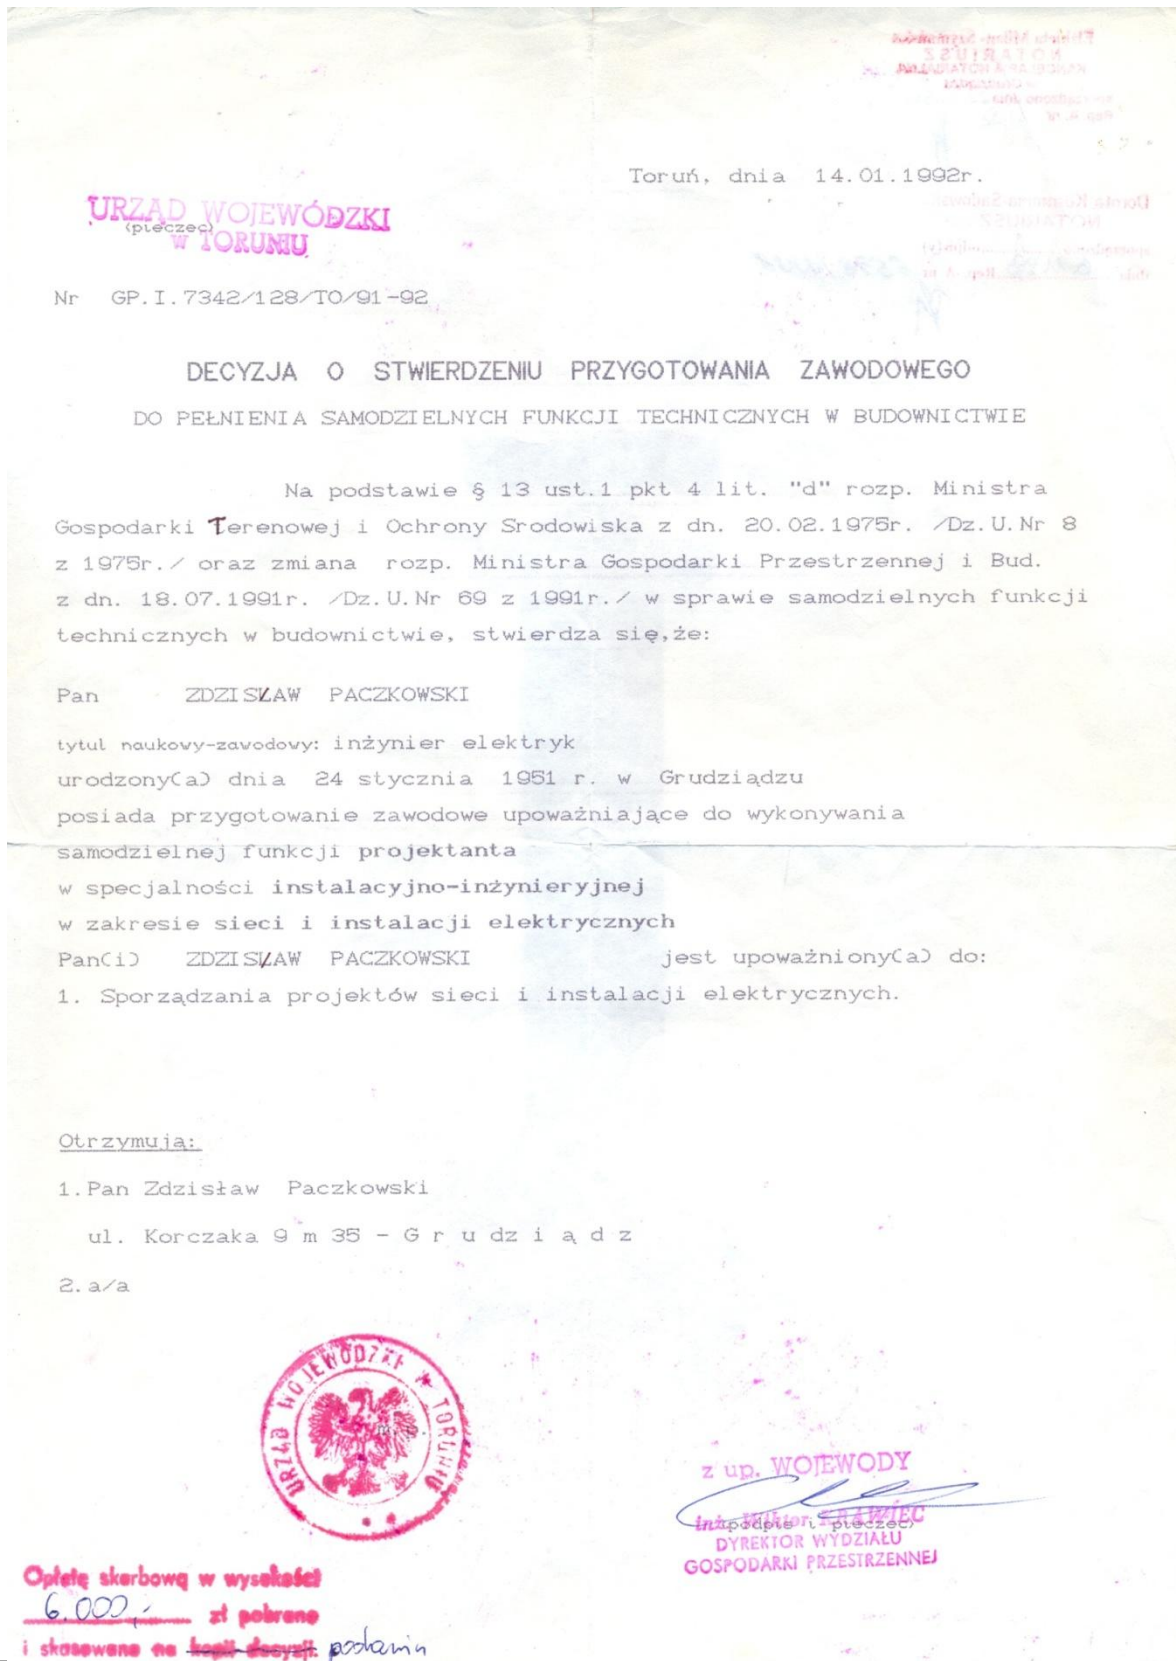 Toruń, dnia 14.01.1992r.
URZĄD WOJEWÓDZKI
(pieczęć)
w TORUNIU
Nr GP.I.7342/128/TO/91-92
DECYZJA O STWIERDZENIU PRZYGOTOWANIA ZAWODOWEGO
DO PEŁNIENIA SAMODZIELNYCH FUNKCJI TECHNICZNYCH W BUDOWNICTWIE
Na podstawie § 13 ust.1 pkt 4 lit. "d" rozp. Ministra
Gospodarki Terenowej i Ochrony Srodowiska z dn. 20.02.1975r. /Dz.U.Nr 8
z 1975r./ oraz zmiana rozp. Ministra Gospodarki Przestrzennej i Bud.
z dn. 18.07.1991r. /Dz.U.Nr 69 z 1991r./ w sprawie samodzielnych funkcji
technicznych w budownictwie, stwierdza się,że:
Pan ZDZISŁAW PACZKOWSKI
tytuł naukowy-zawodowy: inżynier elektryk
urodzony(a) dnia 24 stycznia 1951 r. w Grudziądzu
posiada przygotowanie zawodowe upoważniające do wykonywania
samodzielnej funkcji projektanta
w specjalności instalacyjno-inżynieryjnej
w zakresie sieci i instalacji elektrycznych
Pan(i) ZDZISŁAW PACZKOWSKI jest upoważniony(a) do:
1. Sporządzania projektów sieci i instalacji elektrycznych.
Otrzymują:
1.Pan Zdzisław Paczkowski
ul. Korczaka 9 m 35 - G r u dz i ą d z
2.a/a
URZĄD WOJEWÓDZKI W TORUNIU
m.p.
z up. WOJEWODY
inż. Wiktor KRAWIEC
(podpis i pieczęć)
DYREKTOR WYDZIAŁU
GOSPODARKI PRZESTRZENNEJ
Opłatę skarbową w wysokości
6.000,- zł pobrano
i skasowano na kopii decyzji. podaniu